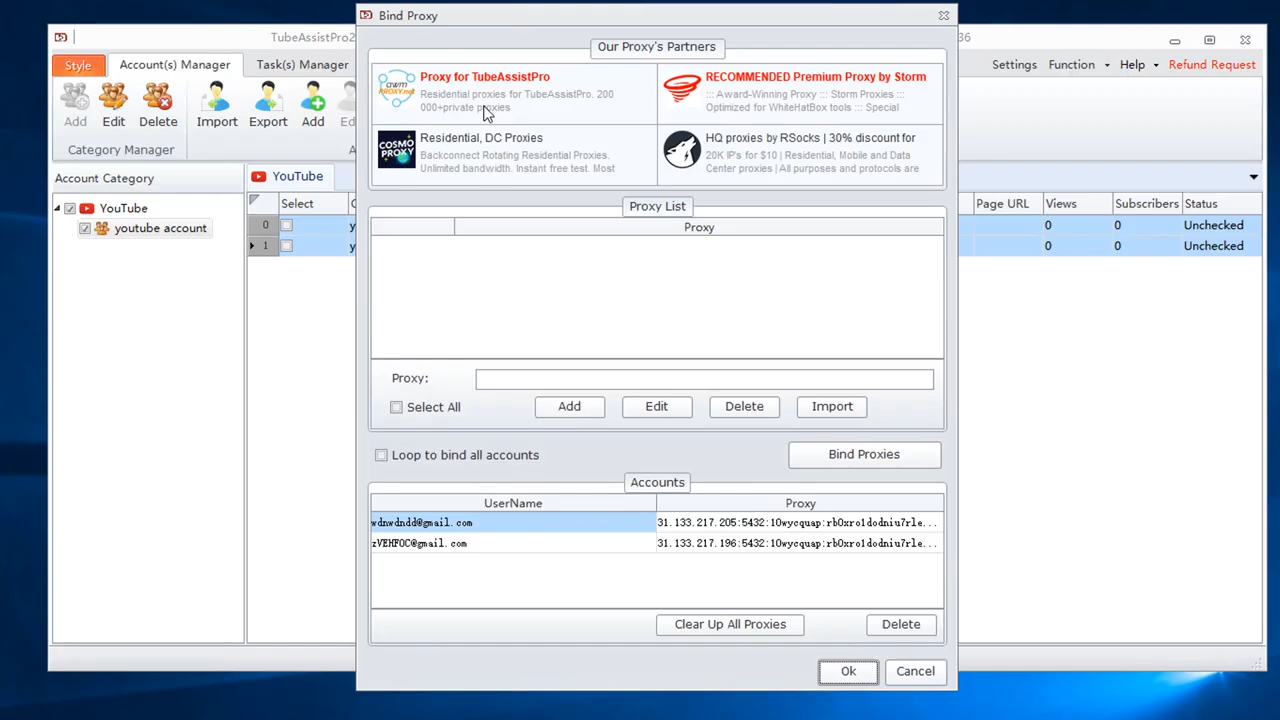 Bind Proxy
TubeAssistPro2
36
Style
Account(s) Manager
Task(s) Manager
Settings
Function
Help
Refund Request
Add
Edit
Delete
Import
Export
Add
Category Manager
Account Category
YouTube
youtube account
YouTube
Select
0
1
Our Proxy's Partners
Proxy for TubeAssistPro
Residential proxies for TubeAssistPro. 200
000+private proxies
RECOMMENDED Premium Proxy by Storm
::: Award-Winning Proxy ::: Storm Proxies :::
Optimized for WhiteHatBox tools ::: Special
COSMO
PROXY
Residential, DC Proxies
Backconnect Rotating Residential Proxies.
Unlimited bandwidth. Instant free test. Most
HQ proxies by RSocks | 30% discount for
20K IP's for $10 | Residential, Mobile and Data
Center proxies | All purposes and protocols are
Proxy List
Proxy
Proxy:
Select All
Add
Edit
Delete
Import
Loop to bind all accounts
Bind Proxies
Accounts
UserName
Proxy
wdnwdndd@gmail.com
31.133.217.205:5432:10wycquap:rb0xro1dodniu7rle...
zVEHFOC@gmail.com
31.133.217.196:5432:10wycquap:rb0xro1dodniu7rle...
Clear Up All Proxies
Delete
Ok
Cancel
Page URL
Views
Subscribers
Status
0
0
Unchecked
0
0
Unchecked